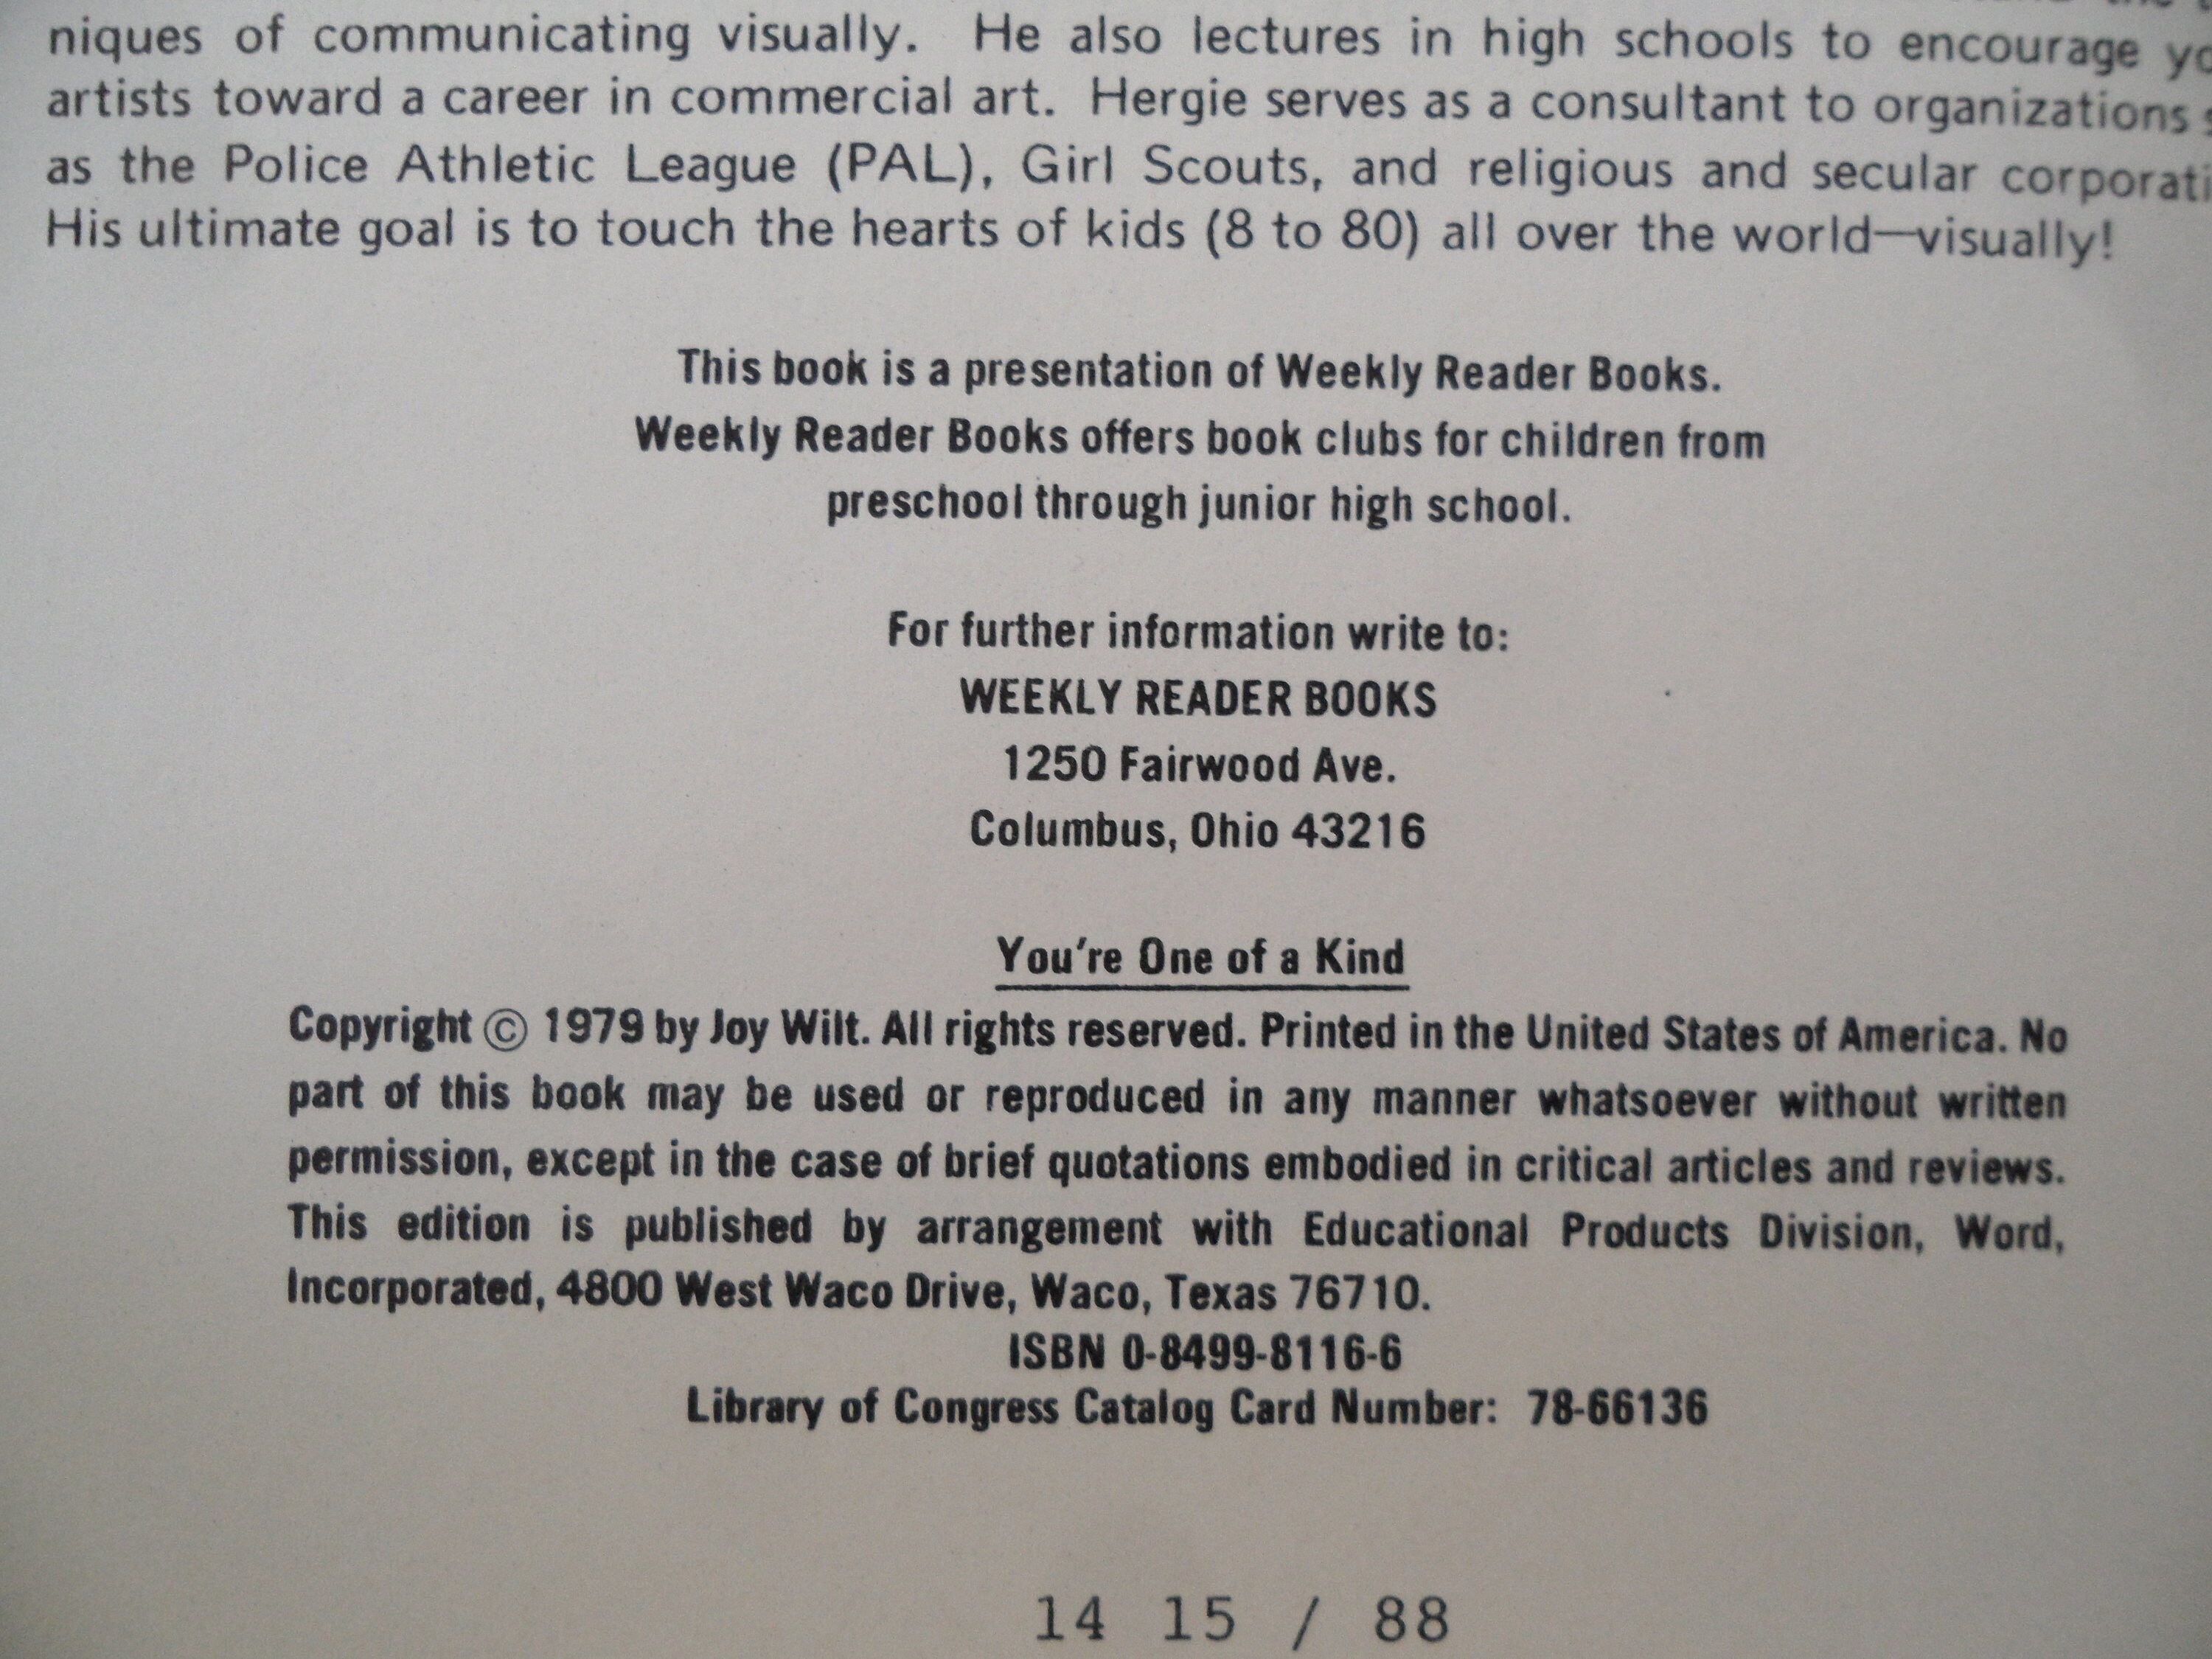 niques of communicating visually. He also lectures in high schools to encourage
artists toward a career in commercial art. Hergie serves as a consultant to organizations
as the Police Athletic League (PAL), Girl Scouts, and religious and secular
His ultimate goal is to touch the hearts of kids (8 to 80) all over the world—visually!
This book is a presentation of Weekly Reader Books.
Weekly Reader Books offers book clubs for children from
preschool through junior high school.
For further information write to:
WEEKLY READER BOOKS
1250 Fairwood Ave.
Columbus, Ohio 43216
You're One of a Kind
Copyright © 1979 by Joy Wilt. All rights reserved. Printed in the United States of America. No
part of this book may be used or reproduced in any manner whatsoever without written
permission, except in the case of brief quotations embodied in critical articles and reviews.
This edition is published by arrangement with Educational Products Division, Word,
Incorporated, 4800 West Waco Drive, Waco, Texas 76710.
ISBN 0-8499-8116-6
Library of Congress Catalog Card Number: 78-66136
14 15 / 88